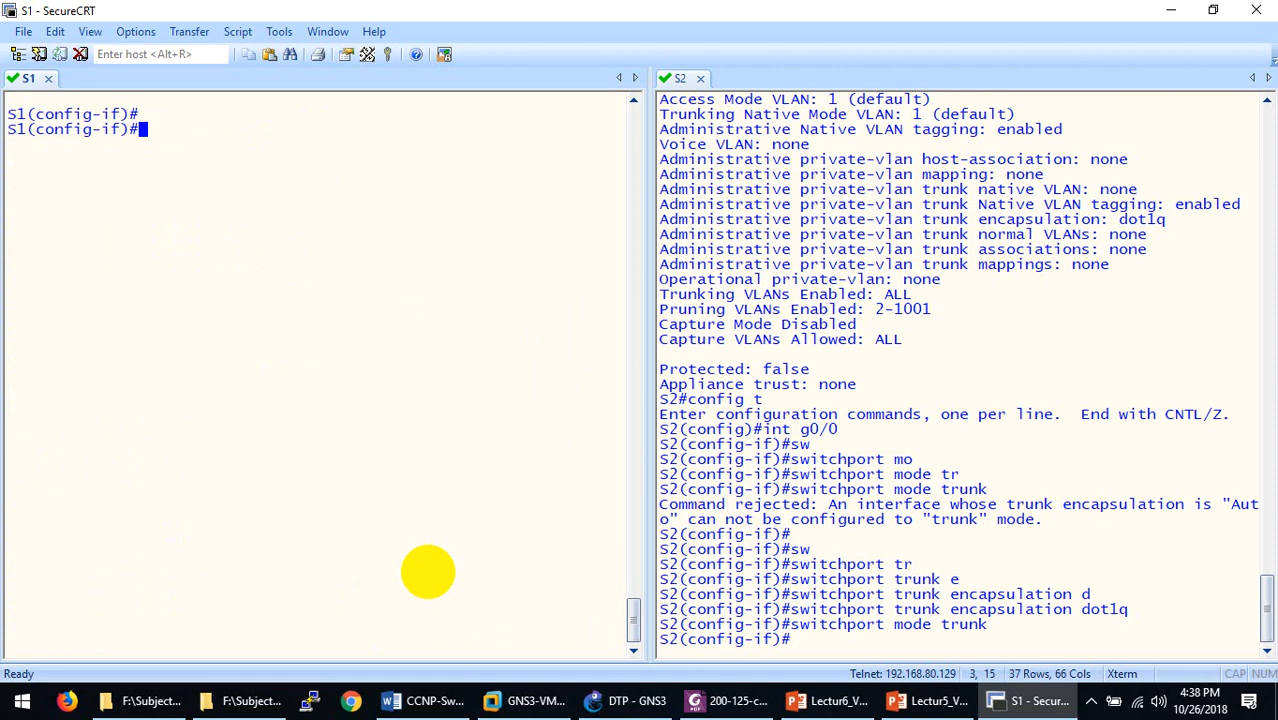 S1 - SecureCRT
File Edit View Options Transfer Script Tools Window Help
Enter host <Alt+R>
S1
S1(config-if)#
S1(config-if)#
S2
Access Mode VLAN: 1 (default)
Trunking Native Mode VLAN: 1 (default)
Administrative Native VLAN tagging: enabled
Voice VLAN: none
Administrative private-vlan host-association: none
Administrative private-vlan mapping: none
Administrative private-vlan trunk native VLAN: none
Administrative private-vlan trunk Native VLAN tagging: enabled
Administrative private-vlan trunk encapsulation: dot1q
Administrative private-vlan trunk normal VLANs: none
Administrative private-vlan trunk associations: none
Administrative private-vlan trunk mappings: none
Operational private-vlan: none
Trunking VLANs Enabled: ALL
Pruning VLANs Enabled: 2-1001
Capture Mode Disabled
Capture VLANs Allowed: ALL
Protected: false
Appliance trust: none
S2#config t
Enter configuration commands, one per line.  End with CNTL/Z.
S2(config)#int g0/0
S2(config-if)#sw
S2(config-if)#switchport mo
S2(config-if)#switchport mode tr
S2(config-if)#switchport mode trunk
Command rejected: An interface whose trunk encapsulation is "Aut
o" can not be configured to "trunk" mode.
S2(config-if)#
S2(config-if)#sw
S2(config-if)#switchport tr
S2(config-if)#switchport trunk e
S2(config-if)#switchport trunk encapsulation d
S2(config-if)#switchport trunk encapsulation dot1q
S2(config-if)#switchport mode trunk
S2(config-if)#
Ready Telnet: 192.168.80.129 3, 15 37 Rows, 66 Cols Xterm CAP NUM
F:\Subject... F:\Subject... CCNP-Sw... GNS3-VM... DTP - GNS3 200-125-c... Lectur6_V... Lectur5_V... S1 - Secur...
4:38 PM
10/26/2018